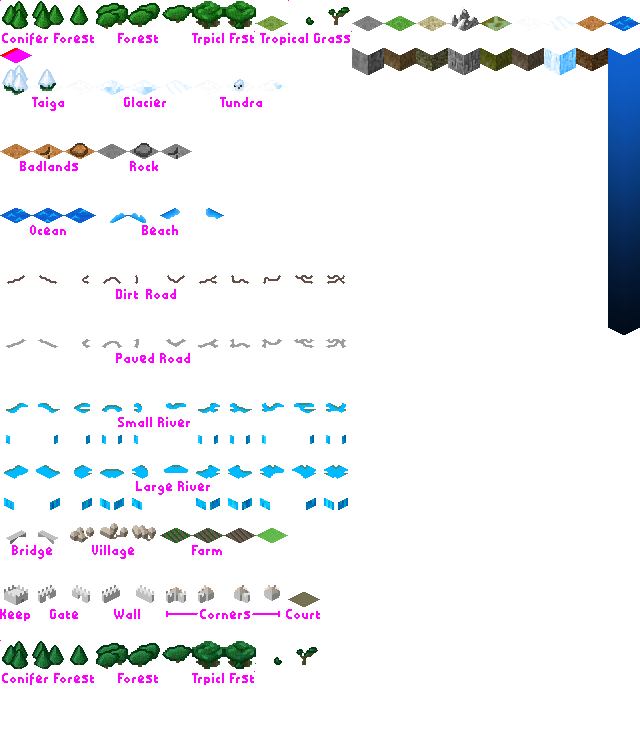 Conifer Forest Forest Trpicl Frst Tropical Grass
Taiga Glacier Tundra
Badlands Rock
Ocean Beach
Dirt Road
Paved Road
Small River
Large River
Bridge Village Farm
Keep Gate Wall Corners Court
Conifer Forest Forest Trpicl Frst